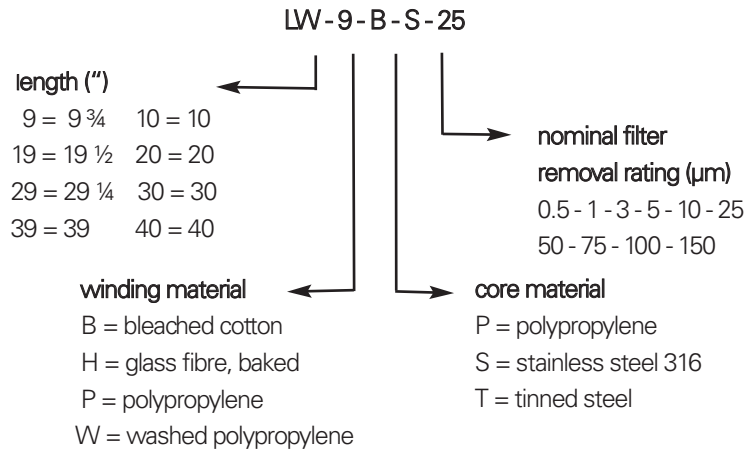 LW - 9 - B - S - 25
length (“)
9 = 9 ¾ 10 = 10
19 = 19 ½ 20 = 20
29 = 29 ¼ 30 = 30
39 = 39 40 = 40
nominal filter
removal rating (µm)
0.5 - 1 - 3 - 5 - 10 - 25
50 - 75 - 100 - 150
winding material
B = bleached cotton
H = glass fibre, baked
P = polypropylene
W = washed polypropylene
core material
P = polypropylene
S = stainless steel 316
T = tinned steel